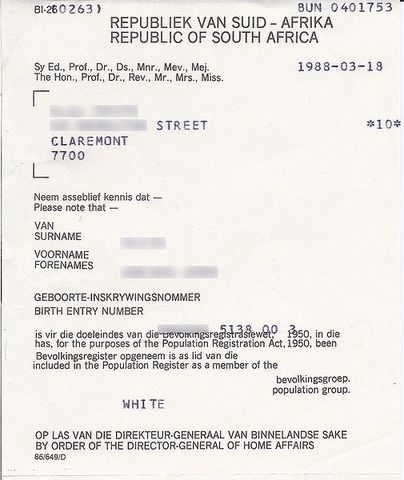 BI-26 (60263)
BUN 0401753
REPUBLIEK VAN SUID – AFRIKA
REPUBLIC OF SOUTH AFRICA
Sy Ed., Prof., Dr., Ds., Mnr., Mev., Mej.
The Hon., Prof., Dr., Rev., Mr., Mrs., Miss.
1988-03-18
STREET
*10*
CLAREMONT
7700
Neem asseblief kennis dat —
Please note that —
VAN
SURNAME
VOORNAME
FORENAMES
GEBOORTE-INSKRYWINGSNOMMER
BIRTH ENTRY NUMBER
5138 00 3
is vir die doeleindes van die Bevolkingsregistrasiewet, 1950, in die
has, for the purposes of the Population Registration Act, 1950, been
Bevolkingsregister opgeneem is as lid van die
included in the Population Register as a member of the
bevolkingsgroep.
population group.
WHITE
OP LAS VAN DIE DIREKTEUR-GENERAAL VAN BINNELANDSE SAKE
BY ORDER OF THE DIRECTOR-GENERAL OF HOME AFFAIRS
86/649/D